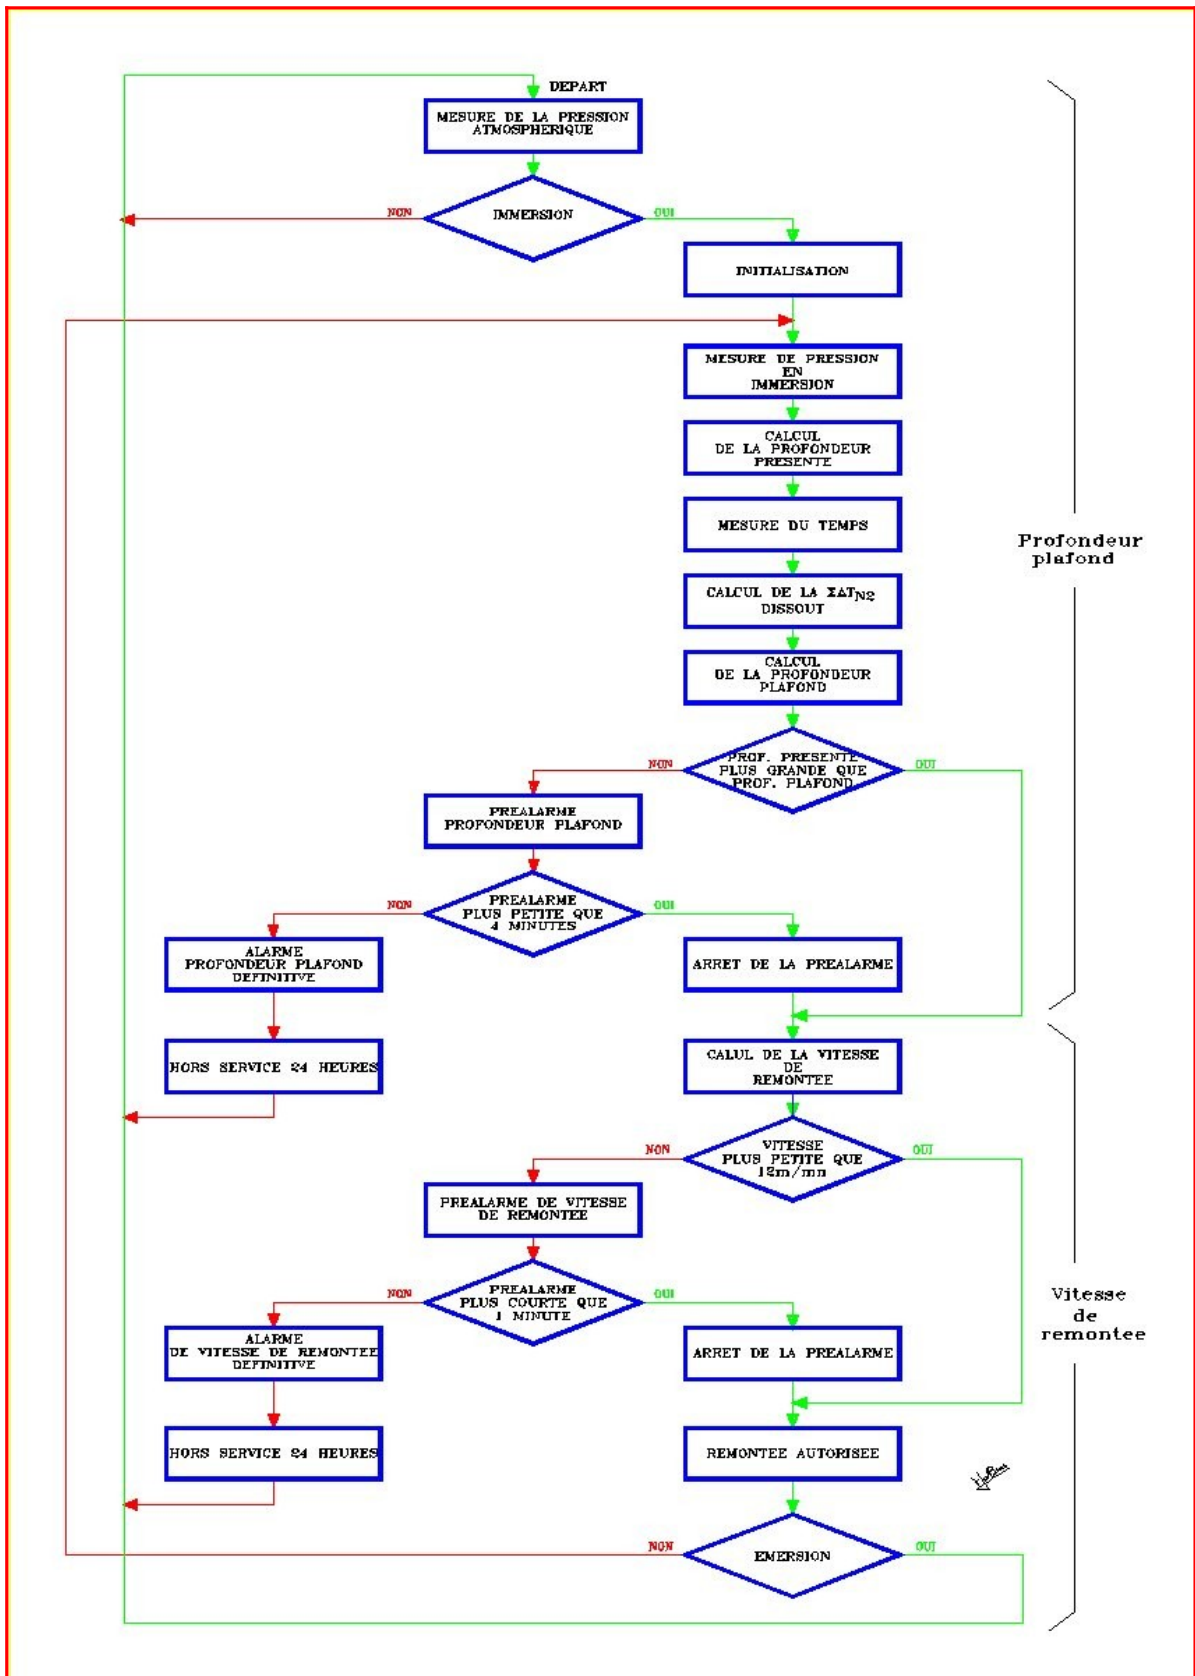 DEPART
MESURE DE LA PRESSION
ATMOSPHERIQUE
NON
IMMERSION
OUI
INITIALISATION
MESURE DE PRESSION
EN
IMMERSION
CALCUL
DE LA PROFONDEUR
PRESENTE
MESURE DU TEMPS
Profondeur
plafond
CALCUL DE LA ΣΔT N2
DISSOUT
CALCUL
DE LA PROFONDEUR
PLAFOND
NON
PROF. PRESENTE
PLUS GRANDE QUE
PROF. PLAFOND
OUI
PREALARME
PROFONDEUR PLAFOND
NON
PREALARME
PLUS PETITE QUE
4 MINUTES
OUI
ALARME
PROFONDEUR PLAFOND
DEFINITIVE
ARRET DE LA PREALARME
HORS SERVICE 24 HEURES
CALUL DE LA VITESSE
DE
REMONTEE
NON
VITESSE
PLUS PETITE QUE
12m/mn
OUI
PREALARME DE VITESSE
DE REMONTEE
NON
PREALARME
PLUS COURTE QUE
1 MINUTE
OUI
Vitesse
de
remontee
ALARME
DE VITESSE DE REMONTEE
DEFINITIVE
ARRET DE LA PREALARME
HORS SERVICE 24 HEURES
REMONTEE AUTORISEE
NON
EMERSION
OUI